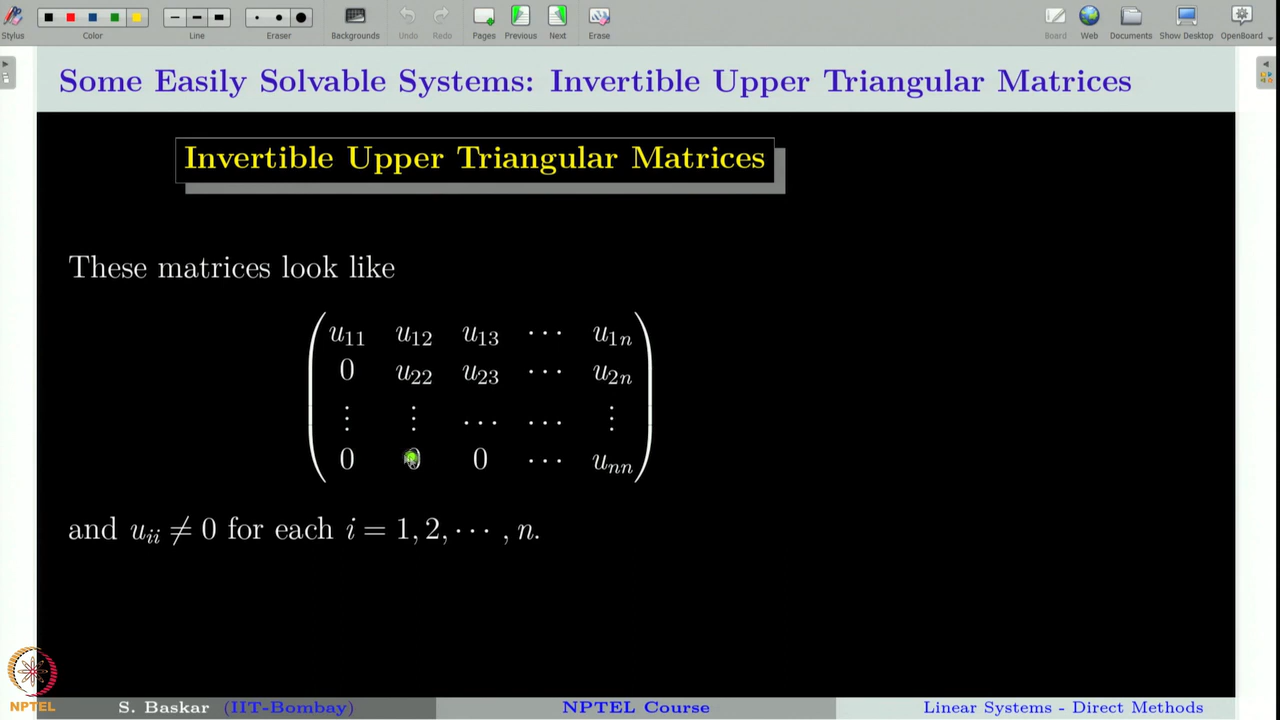 Stylus Color Line Eraser Backgrounds Undo Redo Pages Previous Next Erase Board Web Documents Show Desktop OpenBoard
Some Easily Solvable Systems: Invertible Upper Triangular Matrices
Invertible Upper Triangular Matrices
These matrices look like
u₁₁ u₁₂ u₁₃ ⋯ u₁ₙ
0 u₂₂ u₂₃ ⋯ u₂ₙ
⋮ ⋮ ⋯ ⋯ ⋮
0 0 0 ⋯ uₙₙ
and uᵢᵢ ≠ 0 for each i = 1, 2, ⋯ , n.
NPTEL
S. Baskar (IIT-Bombay) NPTEL Course Linear Systems - Direct Methods